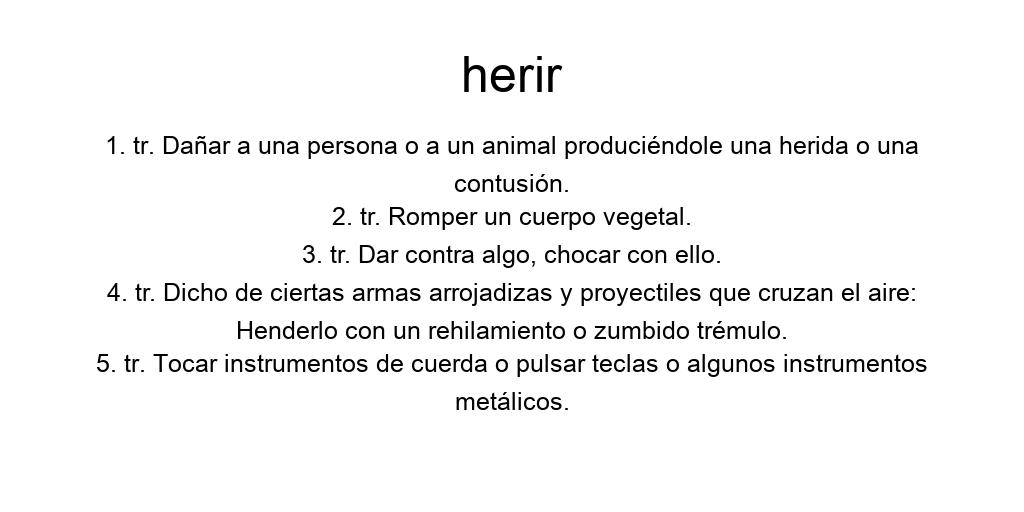 herir
1. tr. Dañar a una persona o a un animal produciéndole una herida o una
contusión.
2. tr. Romper un cuerpo vegetal.
3. tr. Dar contra algo, chocar con ello.
4. tr. Dicho de ciertas armas arrojadizas y proyectiles que cruzan el aire:
Henderlo con un rehilamiento o zumbido trémulo.
5. tr. Tocar instrumentos de cuerda o pulsar teclas o algunos instrumentos
metálicos.